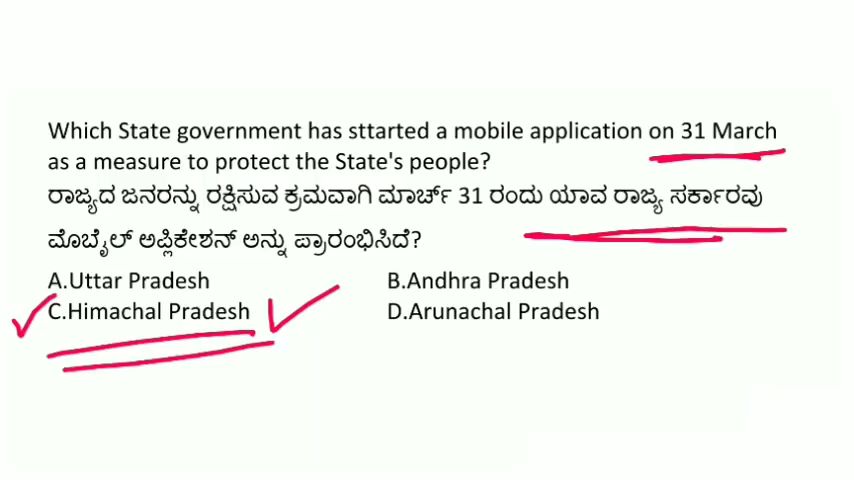 Which State government has sttarted a mobile application on 31 March
as a measure to protect the State's people?
ರಾಜ್ಯದ ಜನರನ್ನು ರಕ್ಷಿಸುವ ಕ್ರಮವಾಗಿ ಮಾರ್ಚ್ 31 ರಂದು ಯಾವ ರಾಜ್ಯ ಸರ್ಕಾರವು
ಮೊಬೈಲ್ ಅಪ್ಲಿಕೇಶನ್ ಅನ್ನು ಪ್ರಾರಂಭಿಸಿದೆ?
A.Uttar Pradesh B.Andhra Pradesh
C.Himachal Pradesh D.Arunachal Pradesh